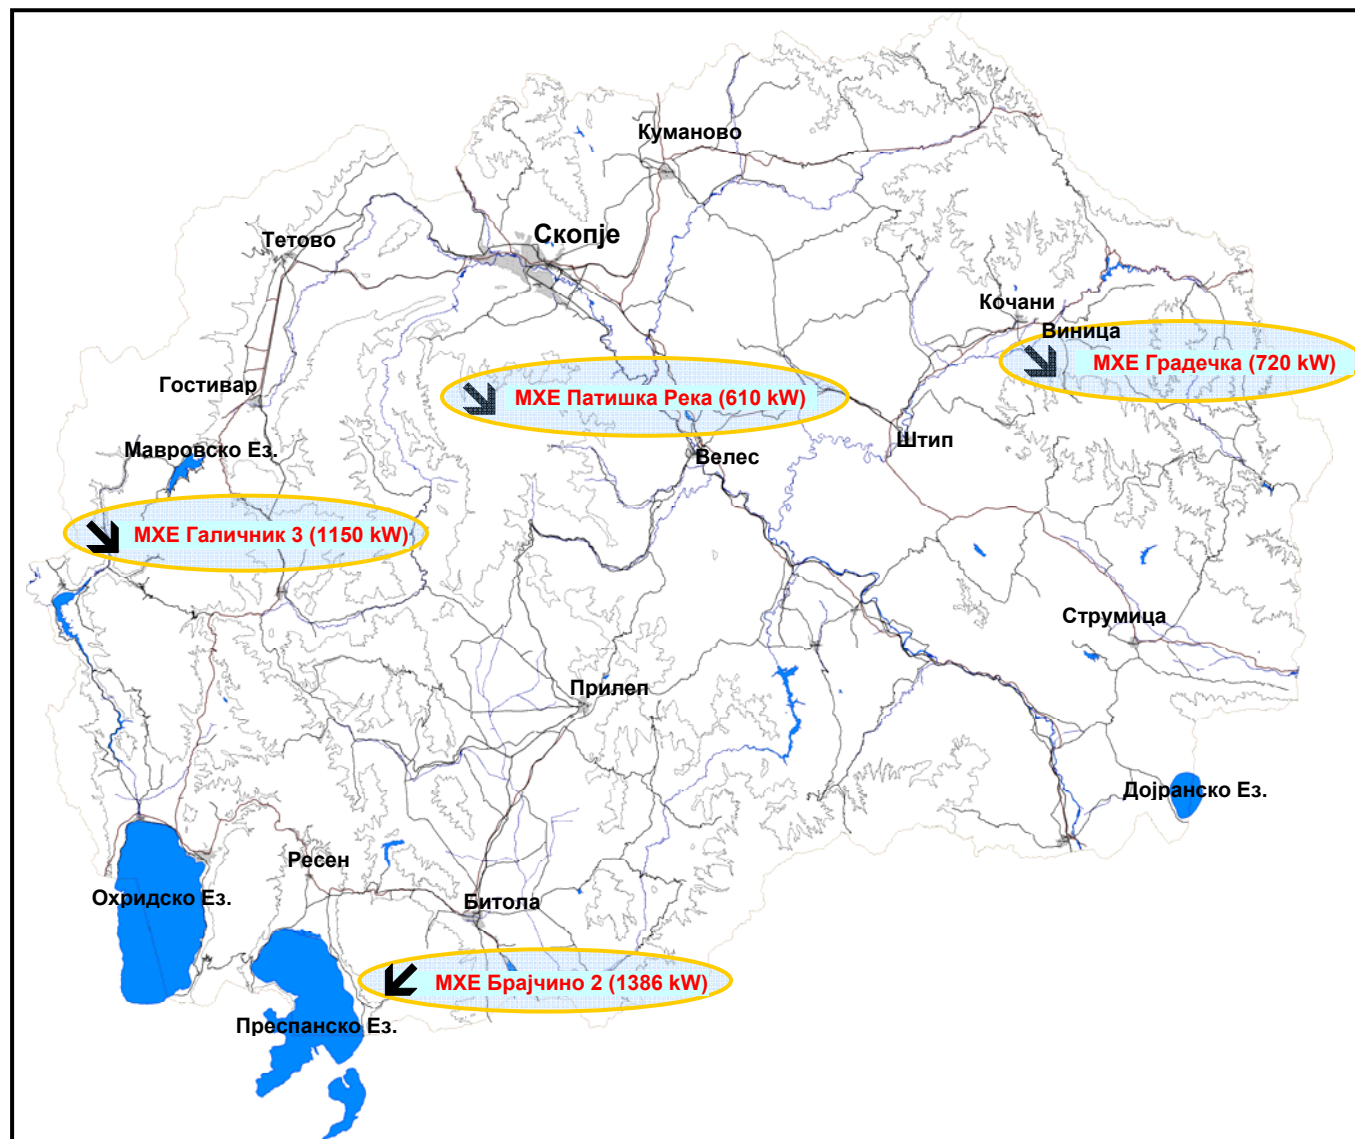 Куманово
Скопје
Тетово
Кочани
Виница
МХЕ Градечка (720 kW)
Гостивар
МХЕ Патишка Река (610 kW)
Штип
Мавровско Ез.
Велес
МХЕ Галичник 3 (1150 kW)
Струмица
Прилеп
Дојранско Ез.
Ресен
Охридско Ез.
Битола
МХЕ Брајчино 2 (1386 kW)
Преспанско Ез.